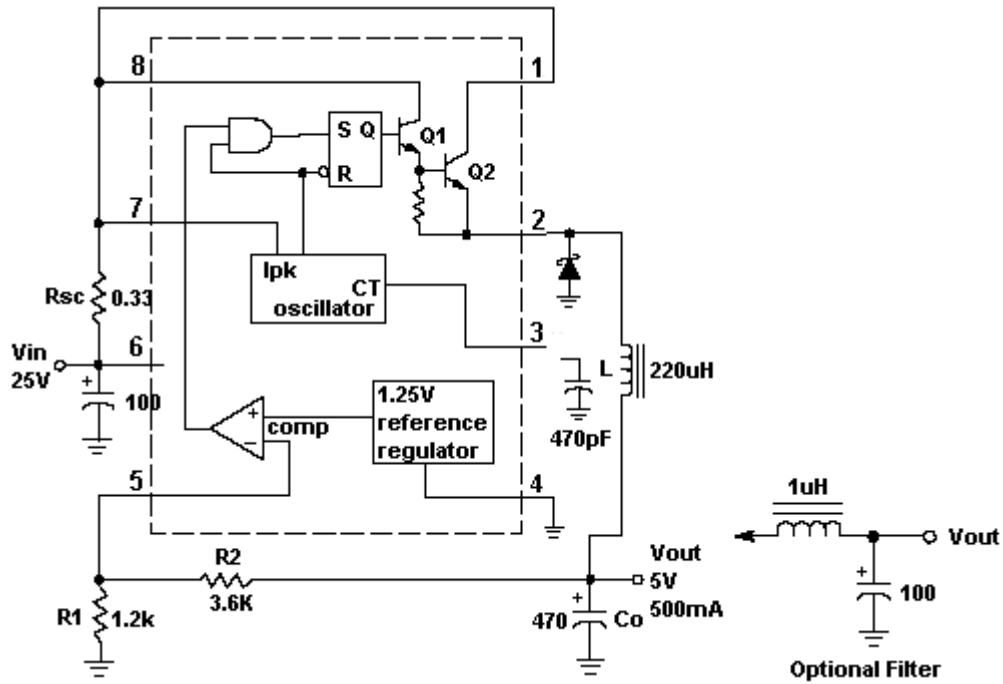 8
1
S Q
Q1
R
Q2
7
2
Ipk
CT
oscillator
Rsc 0.33
3
Vin
25V
6
+
100
L
220uH
1.25V
reference
regulator
+
comp
−
470pF
5
4
1uH
R2
3.6K
Vout
5V
500mA
Vout
R1 1.2k
+
470 Co
+
100
Optional Filter